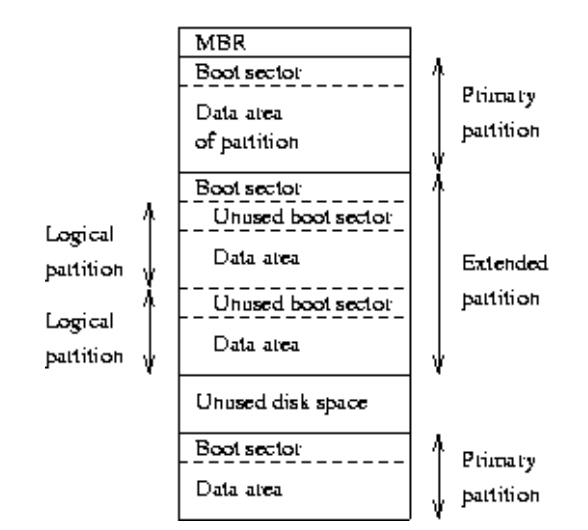 MBR
Boot sector
Data area
of partition
Primary
partition
Boot sector
Unused boot sector
Data area
Logical
partition
Unused boot sector
Data area
Logical
partition
Extended
partition
Unused disk space
Boot sector
Data area
Primary
partition